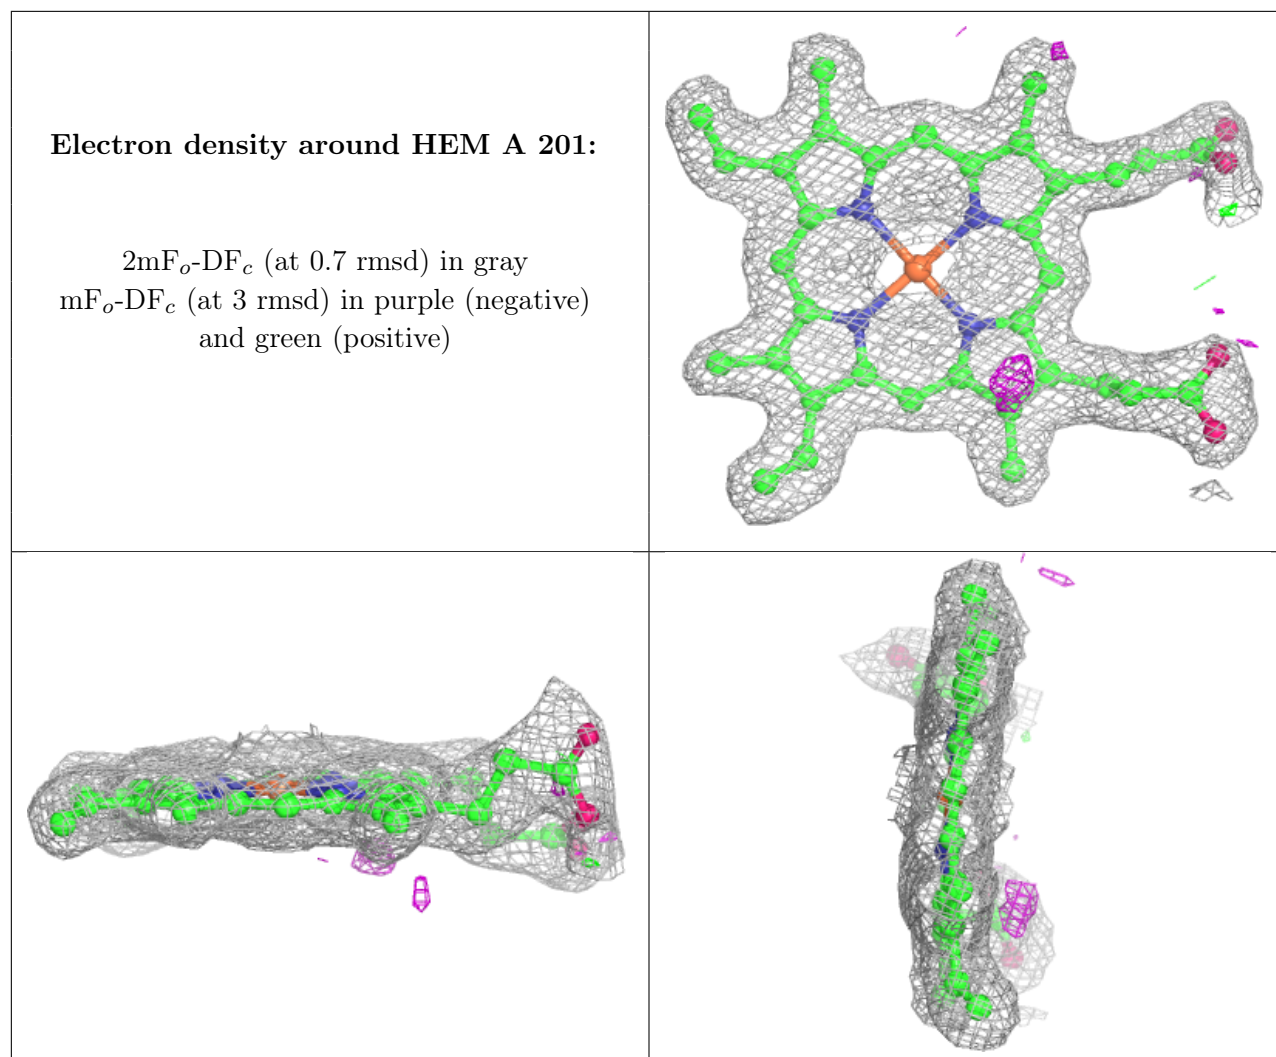 Electron density around HEM A 201:
2mFₒ-DF𝑐 (at 0.7 rmsd) in gray
mFₒ-DF𝑐 (at 3 rmsd) in purple (negative)
and green (positive)